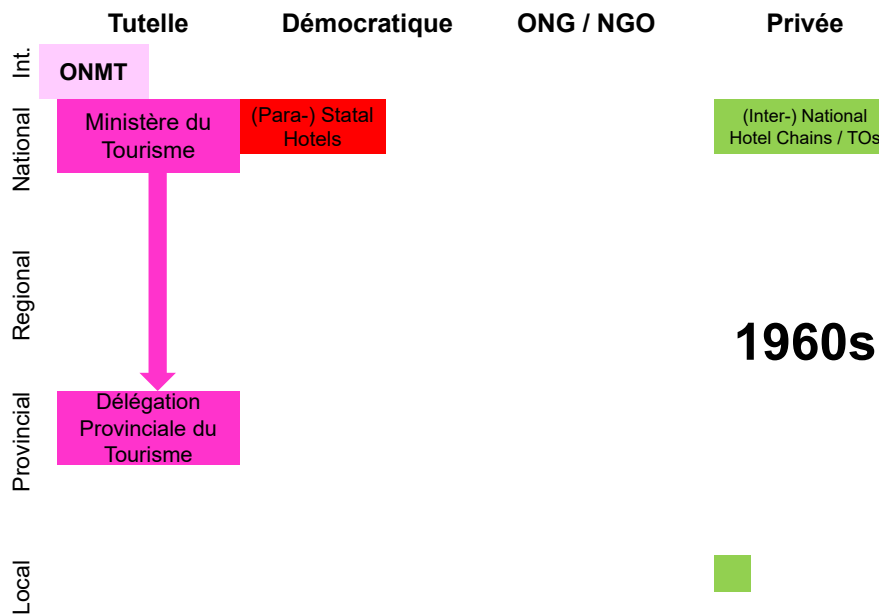 Tutelle Démocratique ONG / NGO Privée
Int.
ONMT
National
Ministère du
Tourisme
(Para-) Statal
Hotels
(Inter-) National
Hotel Chains / TOs
Regional
1960s
Provincial
Délégation
Provinciale du
Tourisme
Local